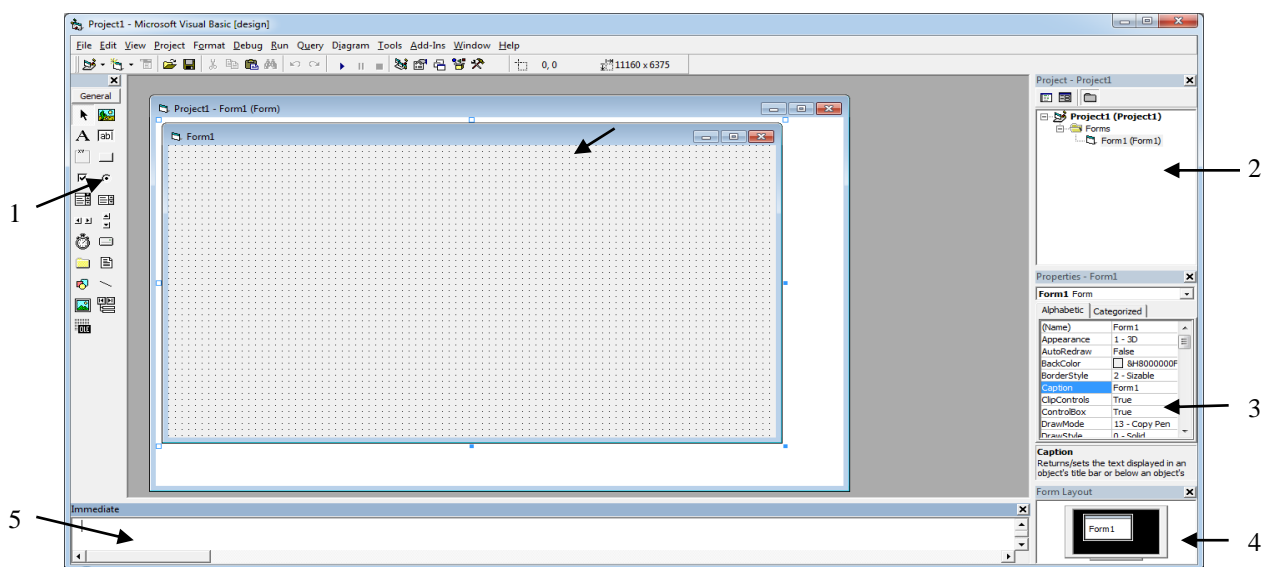 Project1 - Microsoft Visual Basic [design]
File Edit View Project Format Debug Run Query Diagram Tools Add-Ins Window Help
0, 0 11160 x 6375
General
A ab|
xy
OLE
1
Project1 - Form1 (Form)
Form1
Project - Project1
Project1 (Project1)
Forms
Form1 (Form1)
2
Properties - Form1
Form1 Form
Alphabetic Categorized
(Name) Form1
Appearance 1 - 3D
AutoRedraw False
BackColor &H8000000F
BorderStyle 2 - Sizable
Caption Form1
ClipControls True
ControlBox True
DrawMode 13 - Copy Pen
DrawStyle 0 - Solid
3
Caption
Returns/sets the text displayed in an
object's title bar or below an object's
Form Layout
Form1
4
Immediate
5